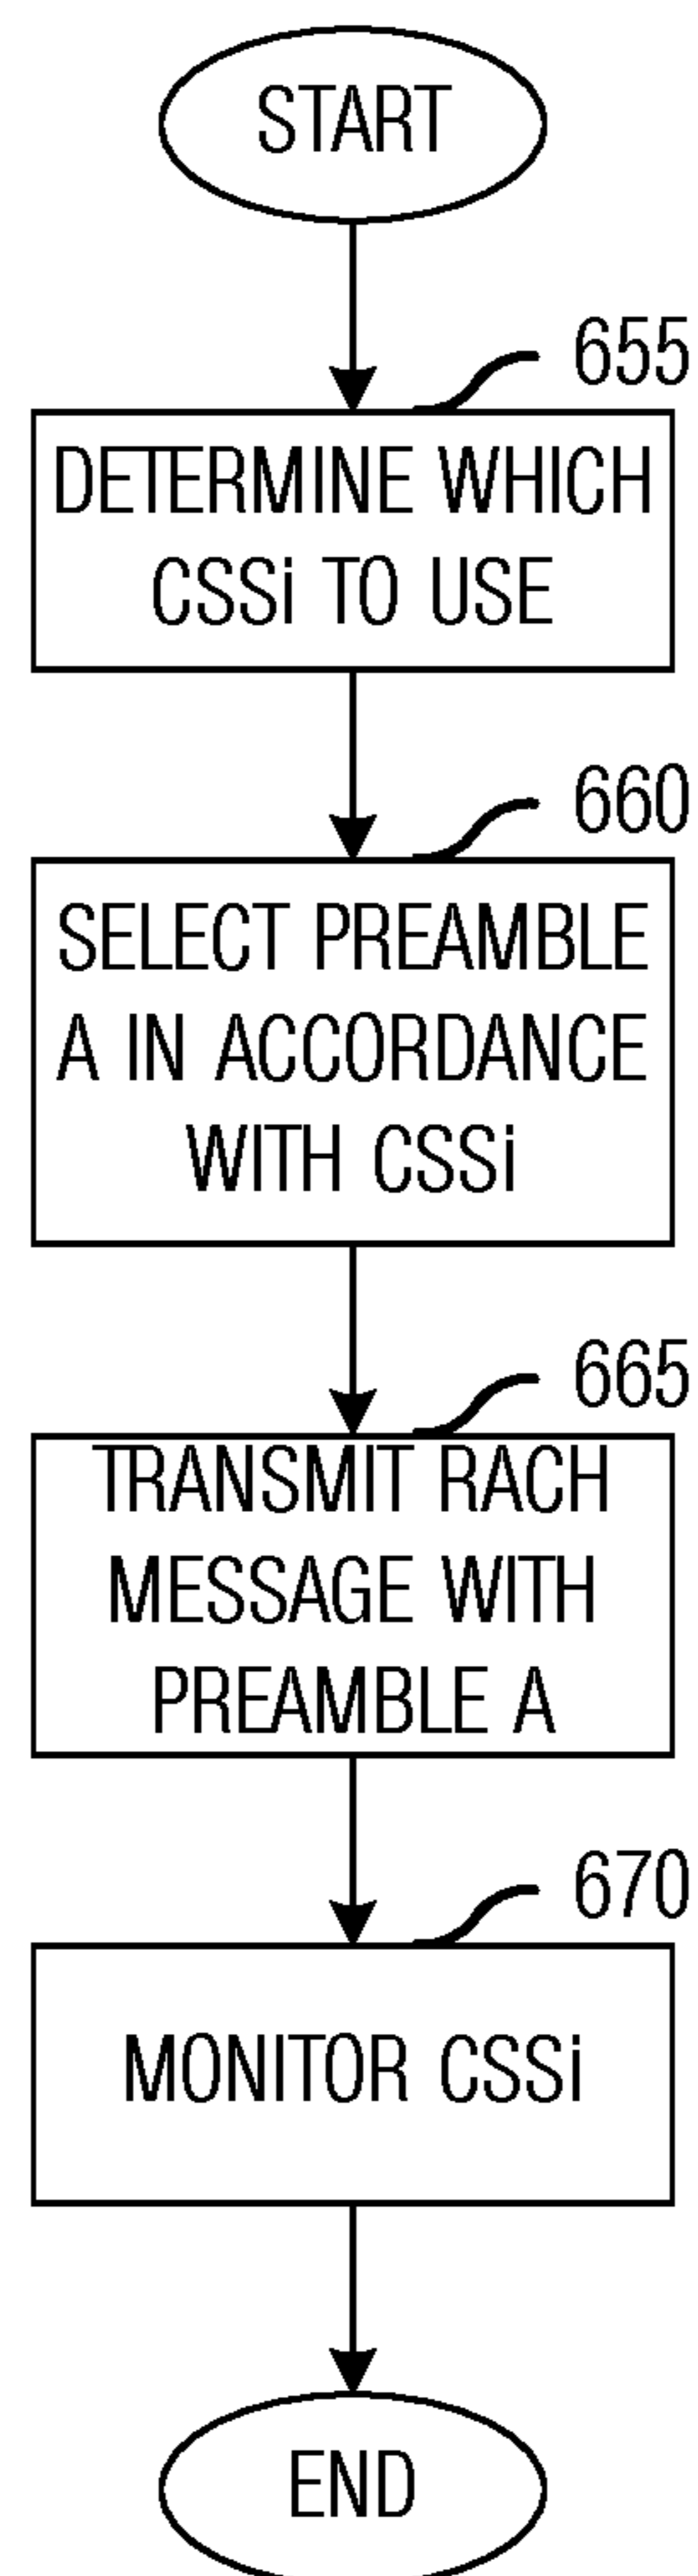 START
655
DETERMINE WHICH
CSSi TO USE
660
SELECT PREAMBLE
A IN ACCORDANCE
WITH CSSi
665
TRANSMIT RACH
MESSAGE WITH
PREAMBLE A
670
MONITOR CSSi
END